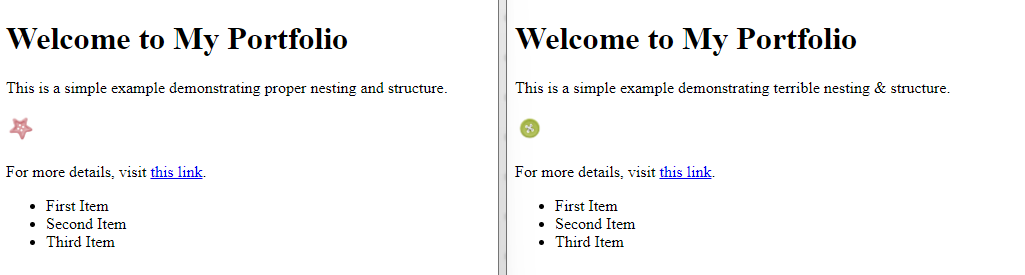 Welcome to My Portfolio
This is a simple example demonstrating proper nesting and structure.
For more details, visit this link.
• First Item
• Second Item
• Third Item
Welcome to My Portfolio
This is a simple example demonstrating terrible nesting & structure.
For more details, visit this link.
• First Item
• Second Item
• Third Item